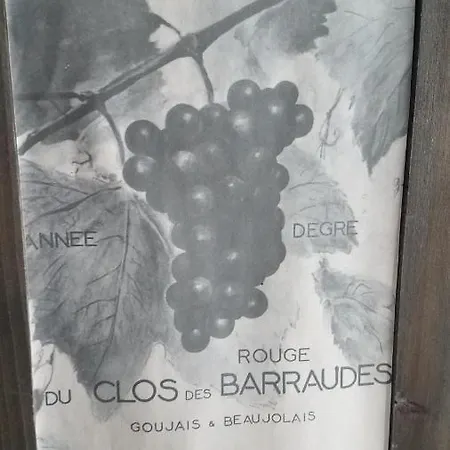 ANNEE DEGRE
ROUGE
DU CLOS DES BARRAUDES
GOUJAIS & BEAUJOLAIS